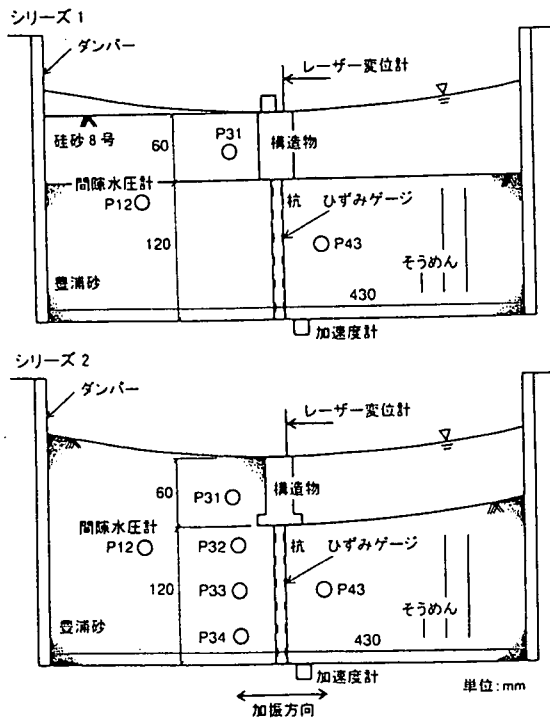 シリーズ1
ダンパー
レーザー変位計
硅砂8号
60
P31
構造物
間隙水圧計
P12
杭
ひずみゲージ
120
P43
そうめん
豊浦砂
430
加速度計
シリーズ2
ダンパー
レーザー変位計
60
P31
構造物
間隙水圧計
P12
P32
杭
ひずみゲージ
120
P33
P43
そうめん
豊浦砂
P34
430
加速度計
単位:mm
加振方向